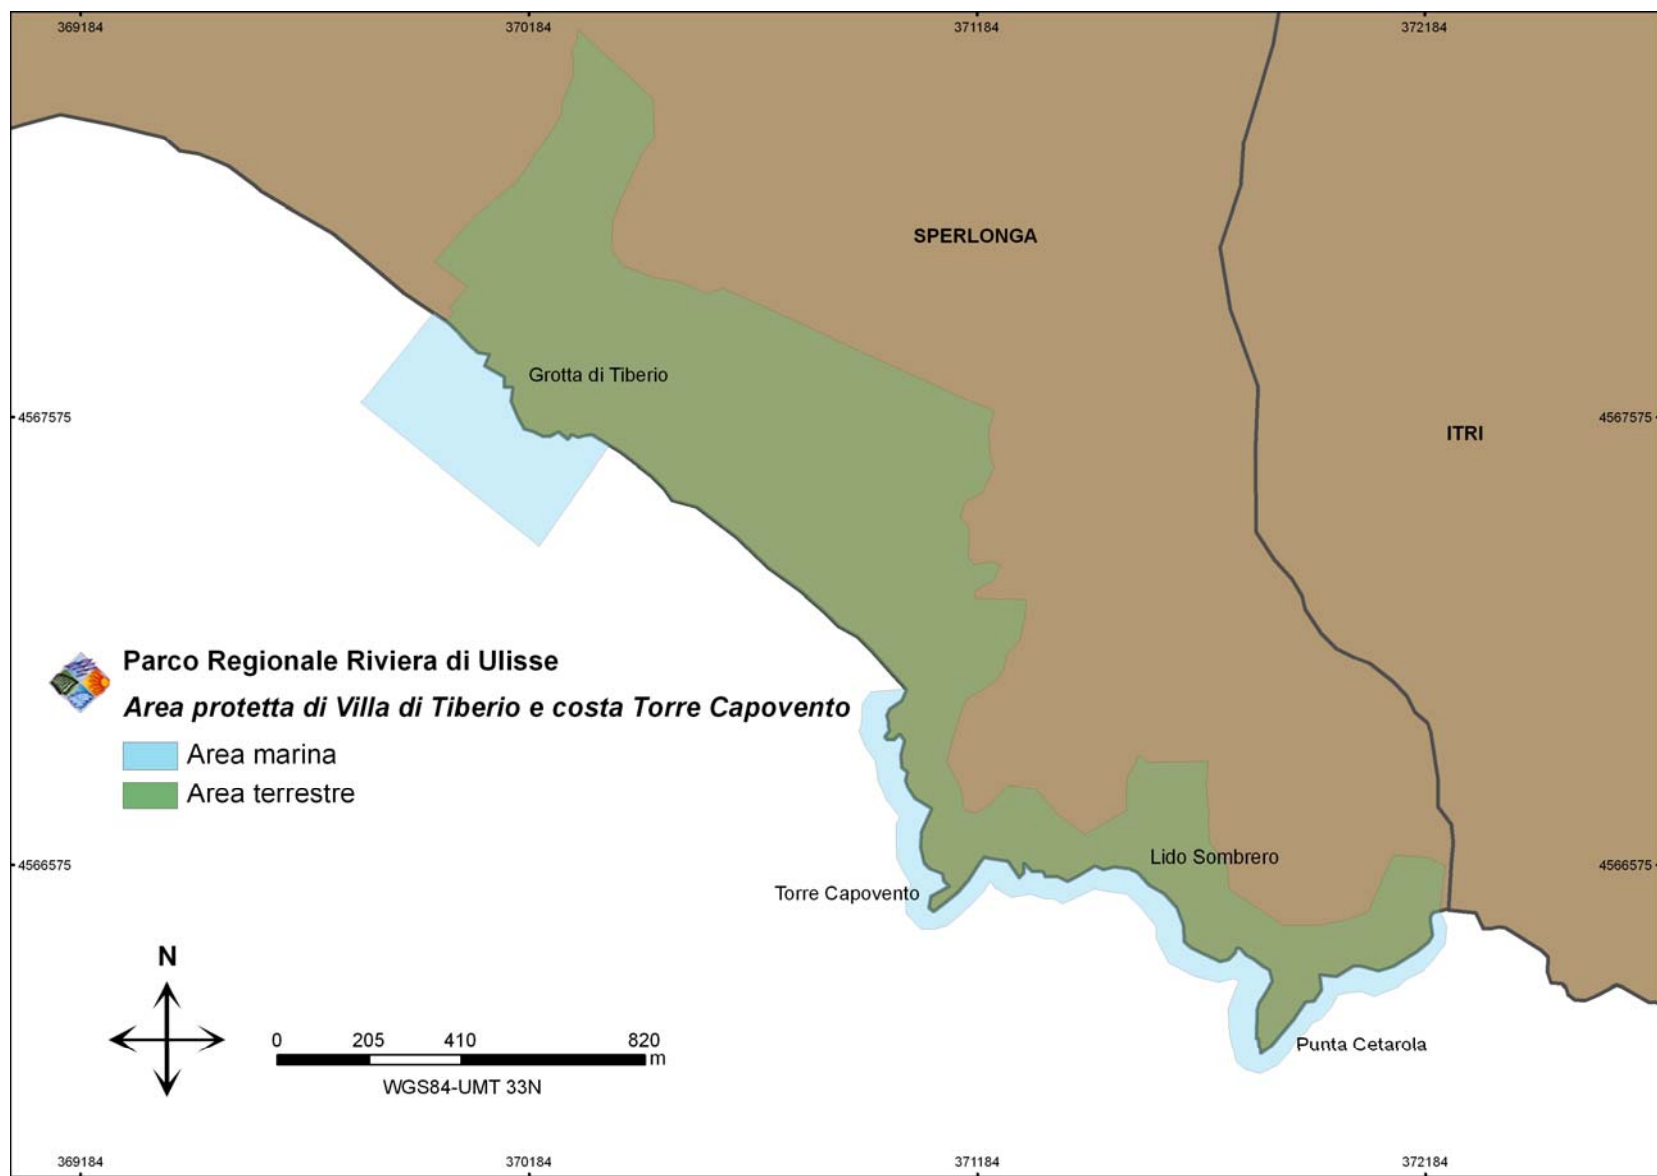 369184 370184 371184 372184
SPERLONGA
Grotta di Tiberio
4567575 4567575
ITRI
Parco Regionale Riviera di Ulisse
Area protetta di Villa di Tiberio e costa Torre Capovento
Area marina
Area terrestre
Lido Sombrero
4566575 4566575
Torre Capovento
N
0 205 410 820
m
Punta Cetarola
WGS84-UMT 33N
369184 370184 371184 372184